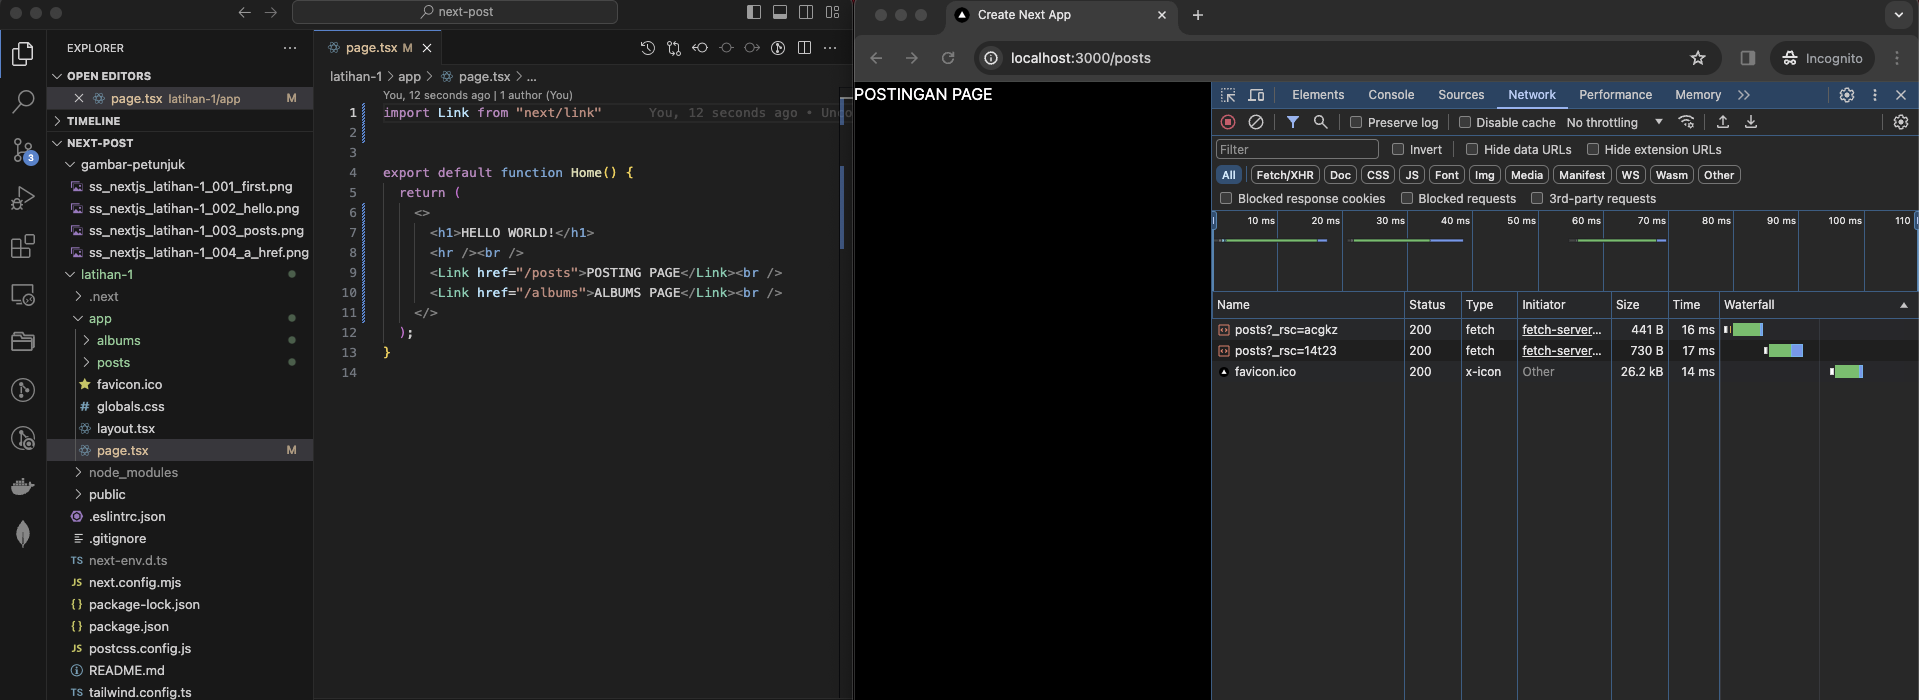 next-post
EXPLORER
OPEN EDITORS
page.tsx latihan-1/app M
TIMELINE
NEXT-POST
gambar-petunjuk
ss_nextjs_latihan-1_001_first.png
ss_nextjs_latihan-1_002_hello.png
ss_nextjs_latihan-1_003_posts.png
ss_nextjs_latihan-1_004_a_href.png
latihan-1
.next
app
albums
posts
favicon.ico
# globals.css
layout.tsx
page.tsx M
node_modules
public
.eslintrc.json
.gitignore
TS next-env.d.ts
JS next.config.mjs
{} package-lock.json
{} package.json
JS postcss.config.js
README.md
TS tailwind.config.ts
3
page.tsx M
latihan-1 > app > page.tsx > ...
You, 12 seconds ago | 1 author (You)
1 import Link from "next/link" You, 12 seconds ago • Unco
2
3
4 export default function Home() {
5 return (
6 <>
7 <h1>HELLO WORLD!</h1>
8 <hr /><br />
9 <Link href="/posts">POSTING PAGE</Link><br />
10 <Link href="/albums">ALBUMS PAGE</Link><br />
11 </>
12 );
13 }
14
Create Next App
localhost:3000/posts
Incognito
POSTINGAN PAGE
Elements Console Sources Network Performance Memory
Preserve log Disable cache No throttling
Filter Invert Hide data URLs Hide extension URLs
All Fetch/XHR Doc CSS JS Font Img Media Manifest WS Wasm Other
Blocked response cookies Blocked requests 3rd-party requests
10 ms 20 ms 30 ms 40 ms 50 ms 60 ms 70 ms 80 ms 90 ms 100 ms 110
Name Status Type Initiator Size Time Waterfall
posts?_rsc=acgkz 200 fetch fetch-server... 441 B 16 ms
posts?_rsc=14t23 200 fetch fetch-server... 730 B 17 ms
favicon.ico 200 x-icon Other 26.2 kB 14 ms